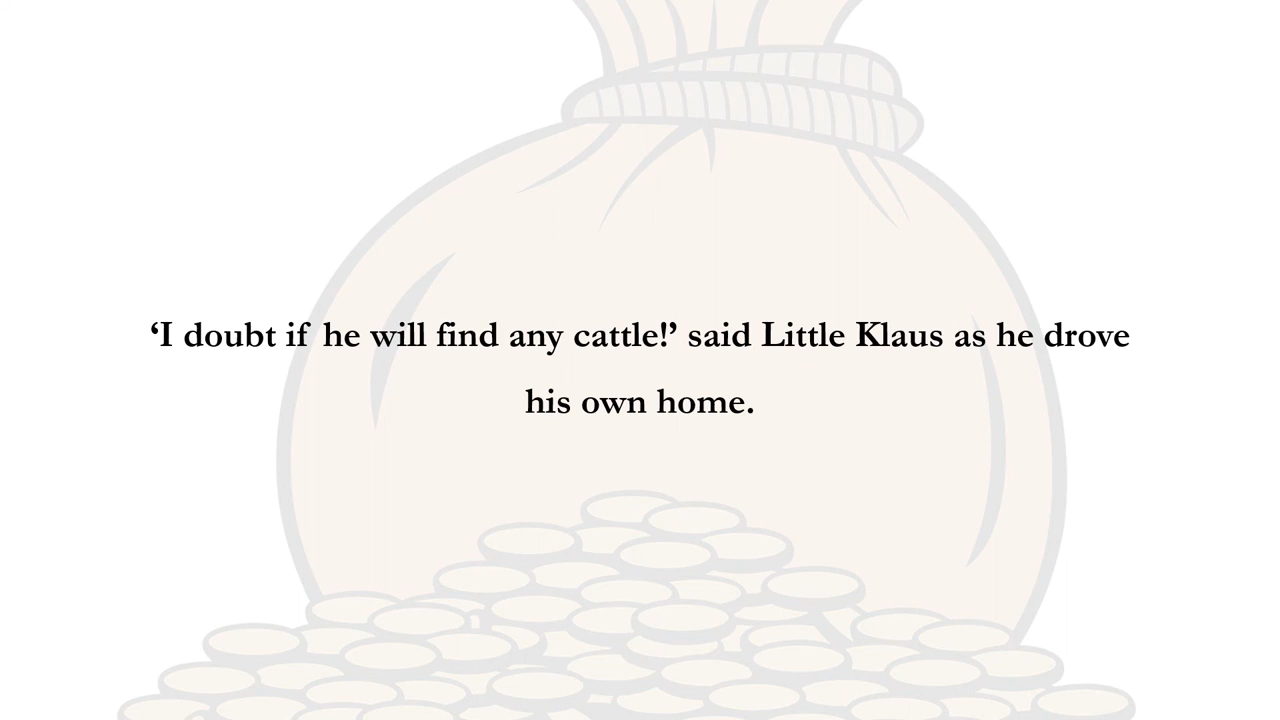 ‘I doubt if he will find any cattle!’ said Little Klaus as he drove
his own home.